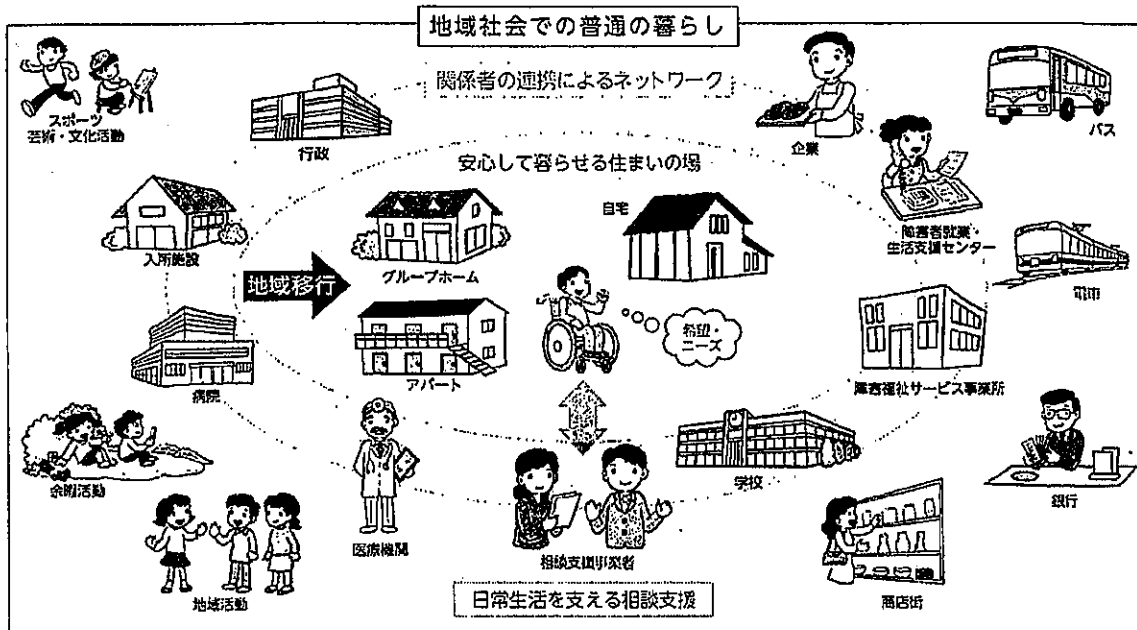 地域社会での普通の暮らし
関係者の連携によるネットワーク
スポーツ
芸術・文化活動
行政
企業
バス
安心して暮らせる住まいの場
自宅
入所施設
グループホーム
障害者就業・
生活支援センター
地域移行
電車
希望・
ニーズ
病院
アパート
障害福祉サービス事業所
余暇活動
学校
銀行
医療機関
相談支援事業者
地域活動
商店街
日常生活を支える相談支援